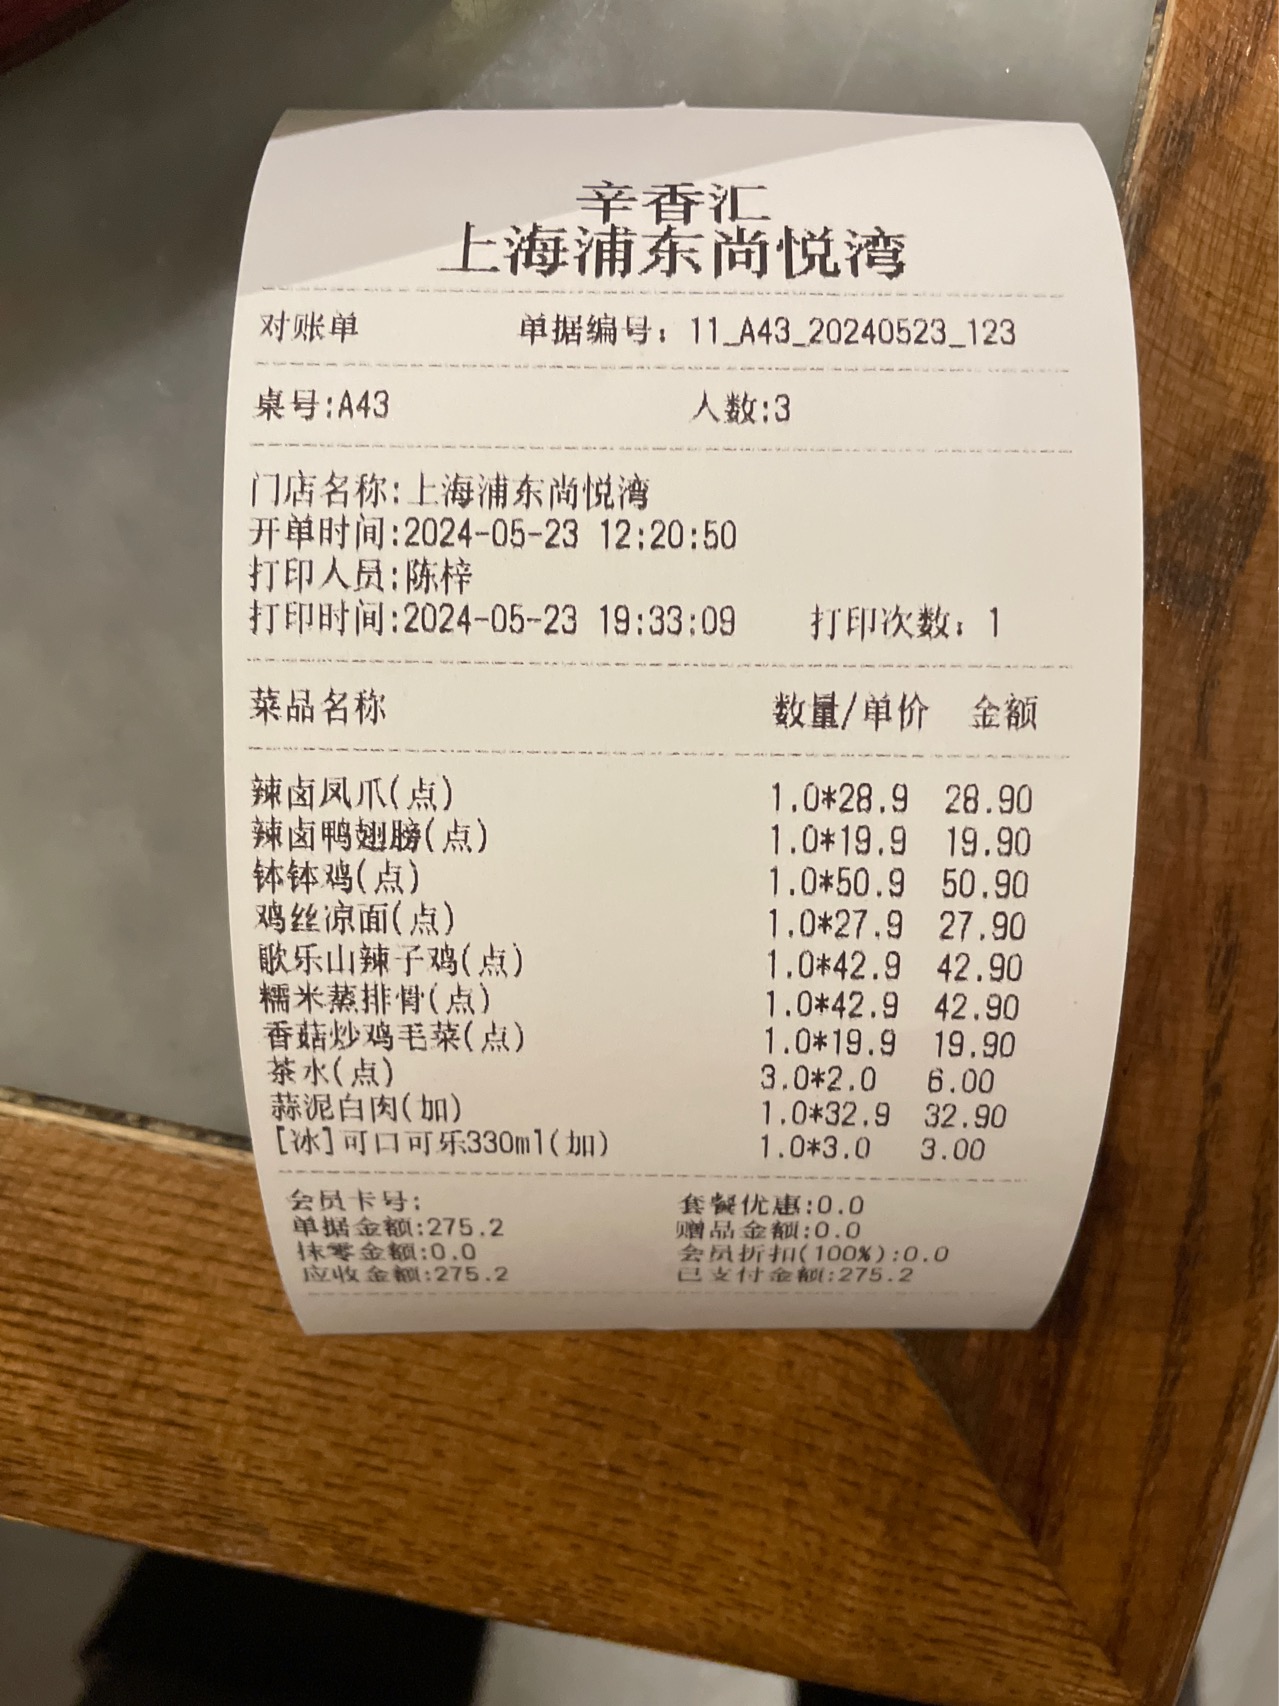 辛香汇
上海浦东尚悦湾
对账单 单据编号：11_A43_20240523_123
桌号:A43 人数:3
门店名称:上海浦东尚悦湾
开单时间:2024-05-23 12:20:50
打印人员:陈梓
打印时间:2024-05-23 19:33:09 打印次数：1
菜品名称 数量/单价 金额
辣卤凤爪(点) 1.0*28.9 28.90
辣卤鸭翅膀(点) 1.0*19.9 19.90
钵钵鸡(点) 1.0*50.9 50.90
鸡丝凉面(点) 1.0*27.9 27.90
歌乐山辣子鸡(点) 1.0*42.9 42.90
糯米蒸排骨(点) 1.0*42.9 42.90
香菇炒鸡毛菜(点) 1.0*19.9 19.90
茶水(点) 3.0*2.0 6.00
蒜泥白肉(加) 1.0*32.9 32.90
[冰]可口可乐330ml(加) 1.0*3.0 3.00
会员卡号: 套餐优惠:0.0
单据金额:275.2 赠品金额:0.0
抹零金额:0.0 会员折扣(100%):0.0
应收金额:275.2 已支付金额:275.2